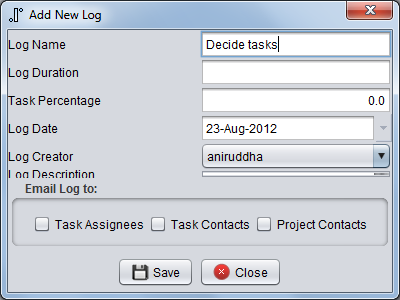 Add New Log
Log Name Decide tasks
Log Duration
Task Percentage 0.0
Log Date 23-Aug-2012
Log Creator aniruddha
Log Description
Email Log to:
Task Assignees Task Contacts Project Contacts
Save Close